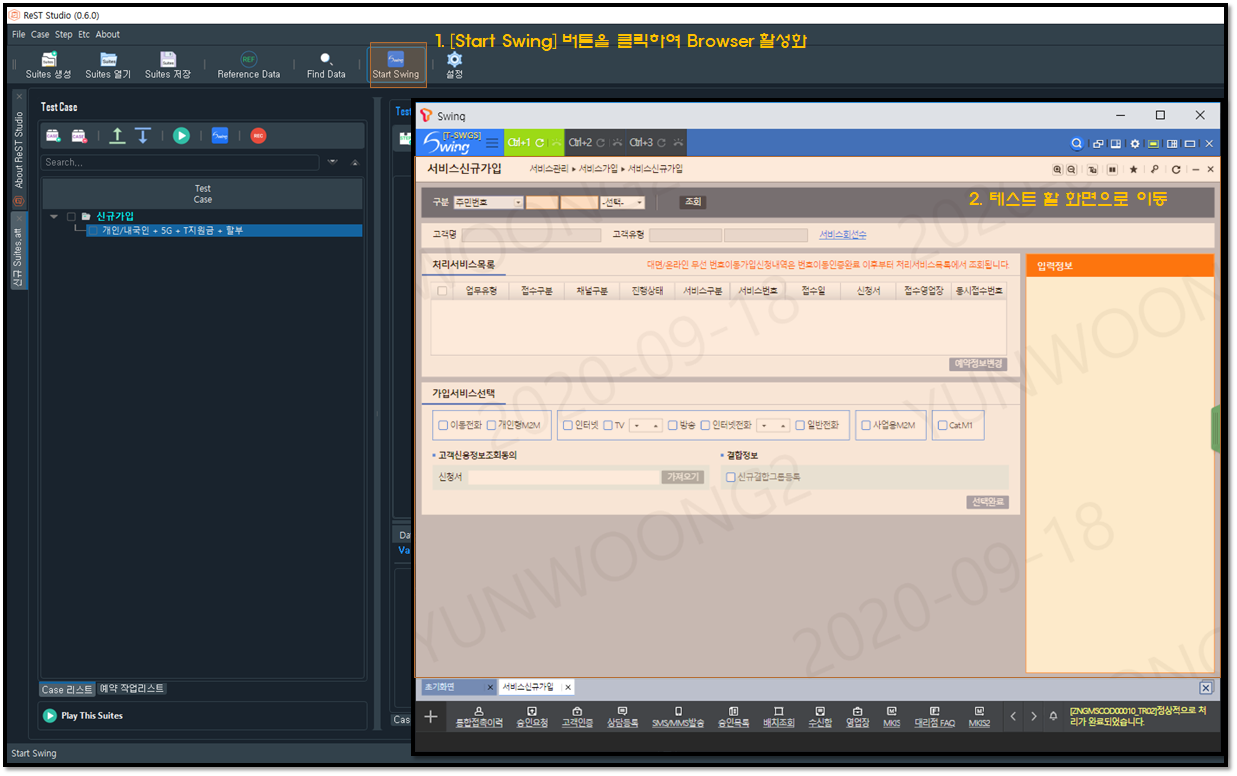 ReST Studio (0.6.0)
File Case Step Etc About
1. [Start Swing] 버튼을 클릭하여 Browser 활성화
Suites 생성 Suites 열기 Suites 저장 Reference Data Find Data Start Swing 설정
REF
Swing
About ReST Studio
신규 Suites.att
Test Case
REC
Search...
Test
Case
신규가입
개인/내국인 + 5G + T지원금 + 할부
Case 리스트 예약 작업리스트
Play This Suites
Start Swing
Test
Da
Va
Cas
Swing
[T-SWGS]
Swing
Ctrl+1 Ctrl+2 Ctrl+3
서비스신규가입 서비스관리 ▶ 서비스가입 ▶ 서비스신규가입
구분 주민번호 -선택- 조회
2. 테스트 할 화면으로 이동
고객명 고객유형 서비스회선수
처리서비스목록 대면/온라인 무선 번호이동가입신청내역은 번호이동인증완료 이후부터 처리서비스목록에서 조회됩니다.
업무유형 접수구분 채널구분 진행상태 서비스구분 서비스번호 접수일 신청서 접수영업장 동시접수번호
예약정보변경
입력정보
가입서비스선택
이동전화 개인형M2M 인터넷 TV 방송 인터넷전화 일반전화 사업용M2M Cat.M1
고객신용정보조회동의 결합정보
신청서 가져오기 신규결합그룹등록
선택완료
2020-09-18
YUNWOONG
2020-09-18
YUNWOONG2
2020-09-18
초기화면 서비스신규가입
통합접촉이력 승인요청 고객인증 상담등록 SMS/MMS발송 승인목록 배치조회 수신함 영업장 MKIS 대리점 FAQ MKIS2
[ZNGMSCOD00010_TR02]정상적으로 처
리가 완료되었습니다.